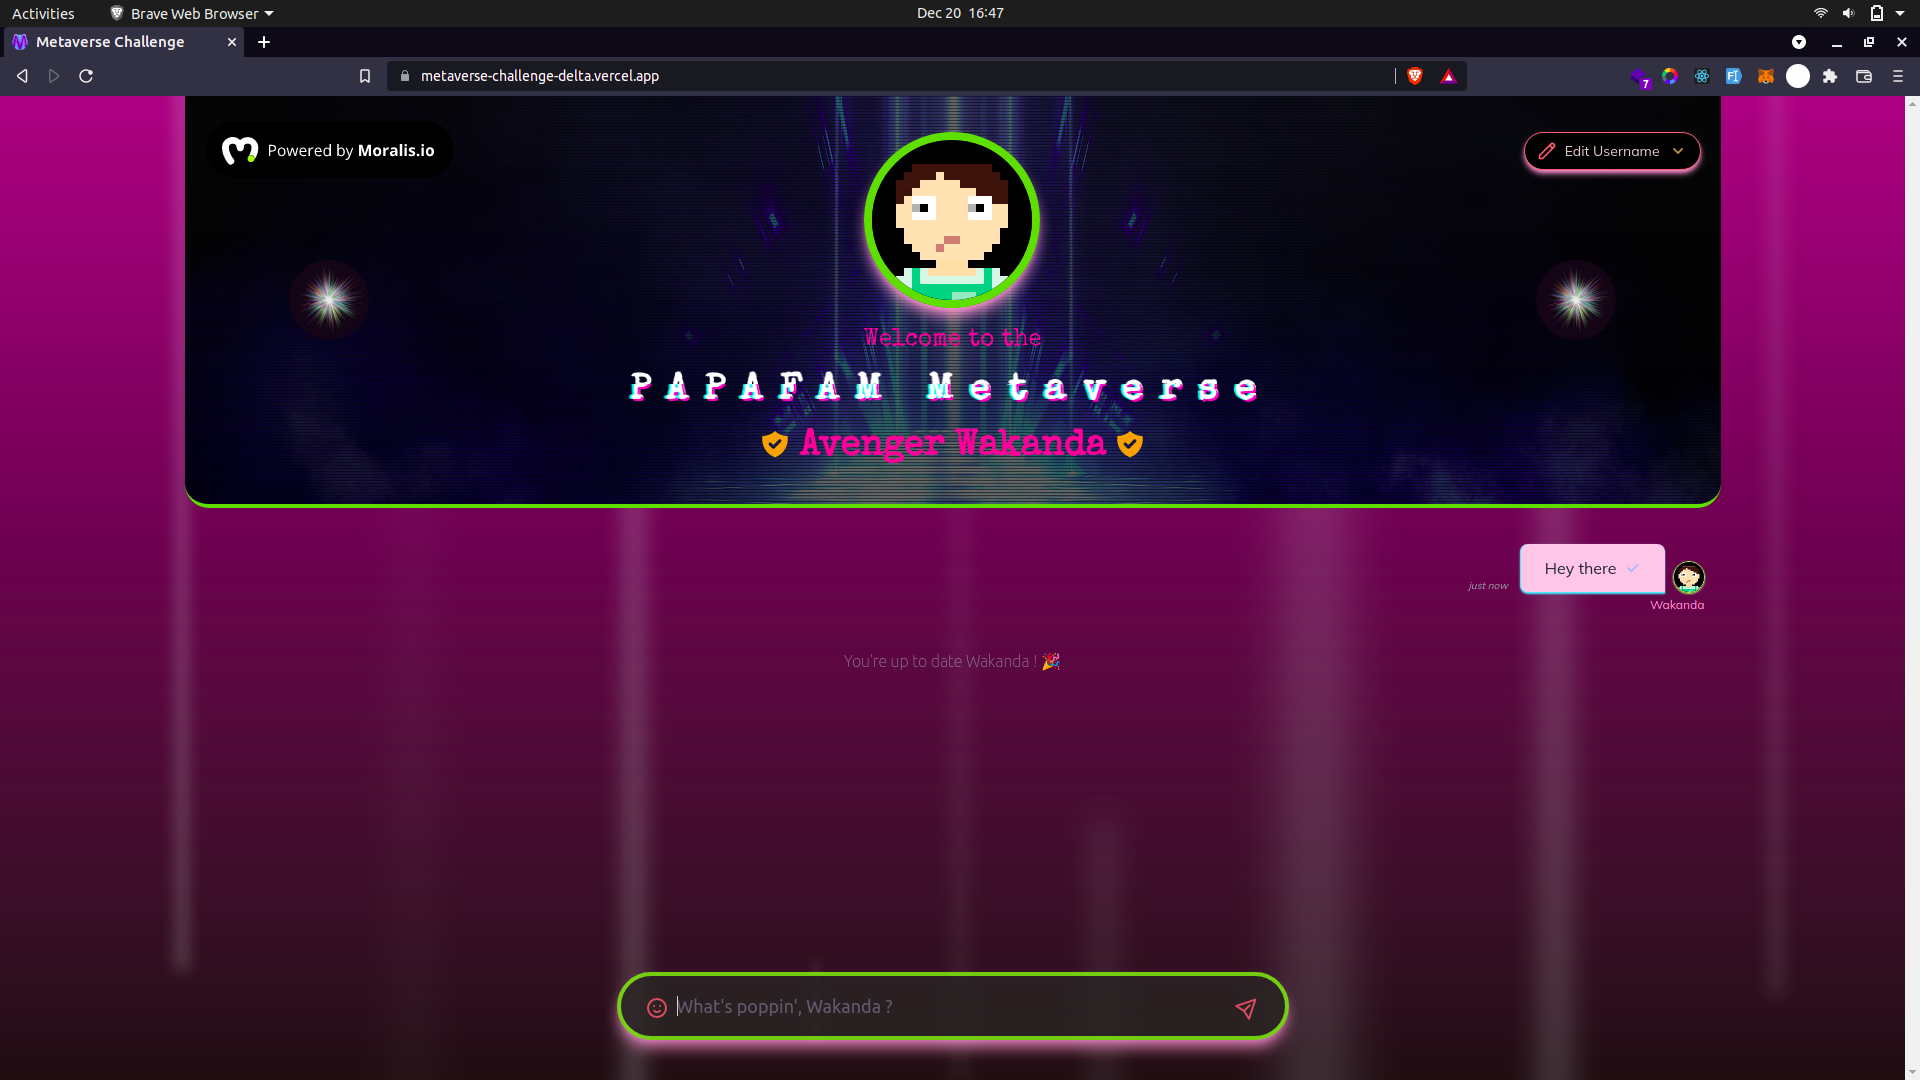 Activities
Brave Web Browser
Dec 20 16:47
Metaverse Challenge
metaverse-challenge-delta.vercel.app
7
Powered by Moralis.io
Edit Username
Welcome to the
PAPAFAM Metaverse
Avenger Wakanda
Hey there
just now
Wakanda
You're up to date Wakanda ! 🎉
What's poppin', Wakanda ?